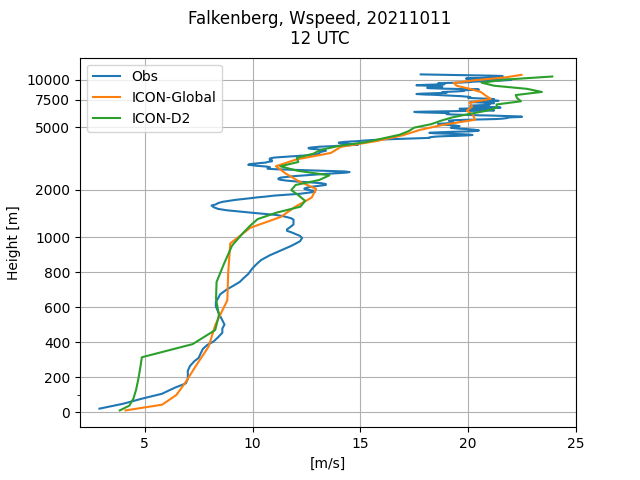 Falkenberg, Wspeed, 20211011
12 UTC
Obs
ICON-Global
ICON-D2
10000
7500
5000
2000
1000
800
600
400
200
0
Height [m]
5
10
15
20
25
[m/s]